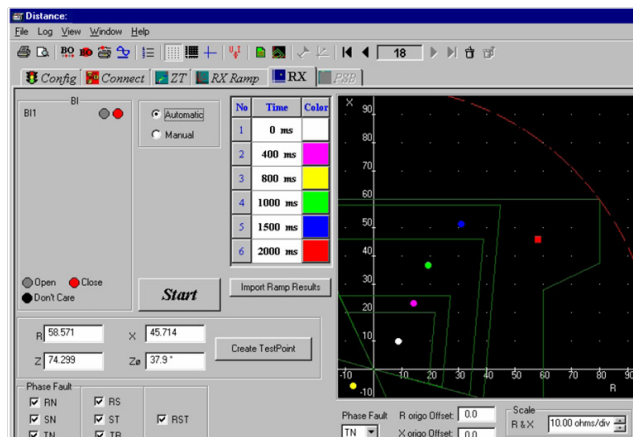 Distance:
File Log View Window Help
BO
18
Config Connect ZT RX Ramp RX PSB
BI
BI1
Automatic
Manual
No Time Color
1 0 ms
2 400 ms
3 800 ms
4 1000 ms
5 1500 ms
6 2000 ms
Open Close
Don't Care
Start
Import Ramp Results
X
90
80
70
60
50
40
30
20
10
-10
-10 10 20 30 40 50 60 70 80 90
R
R 58.571 X 45.714
Z 74.299 Zø 37.9 °
Create TestPoint
Phase Fault
RN RS
SN ST RST
TN TR
Phase Fault R origo Offset: 0.0
TN X origo Offset: 0.0
Scale
R & X 10.00 ohms/div